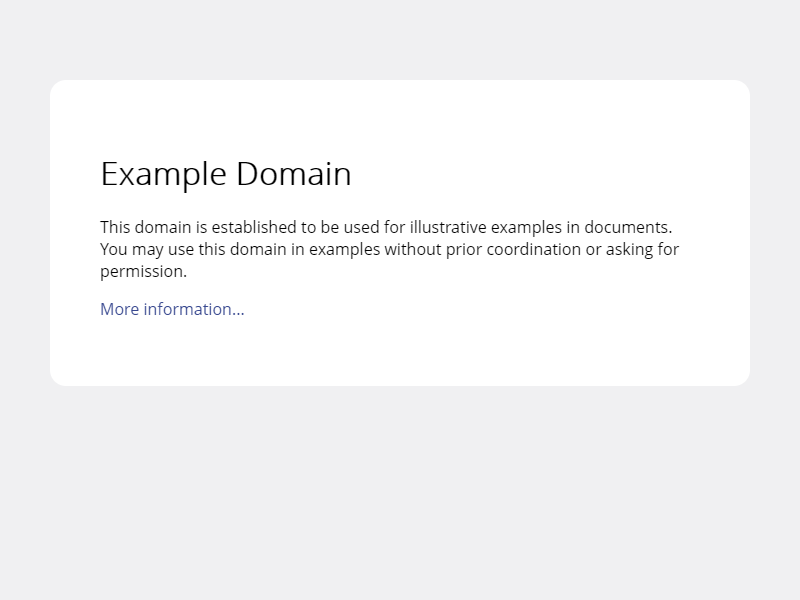 Example Domain
This domain is established to be used for illustrative examples in documents.
You may use this domain in examples without prior coordination or asking for
permission.
More information...